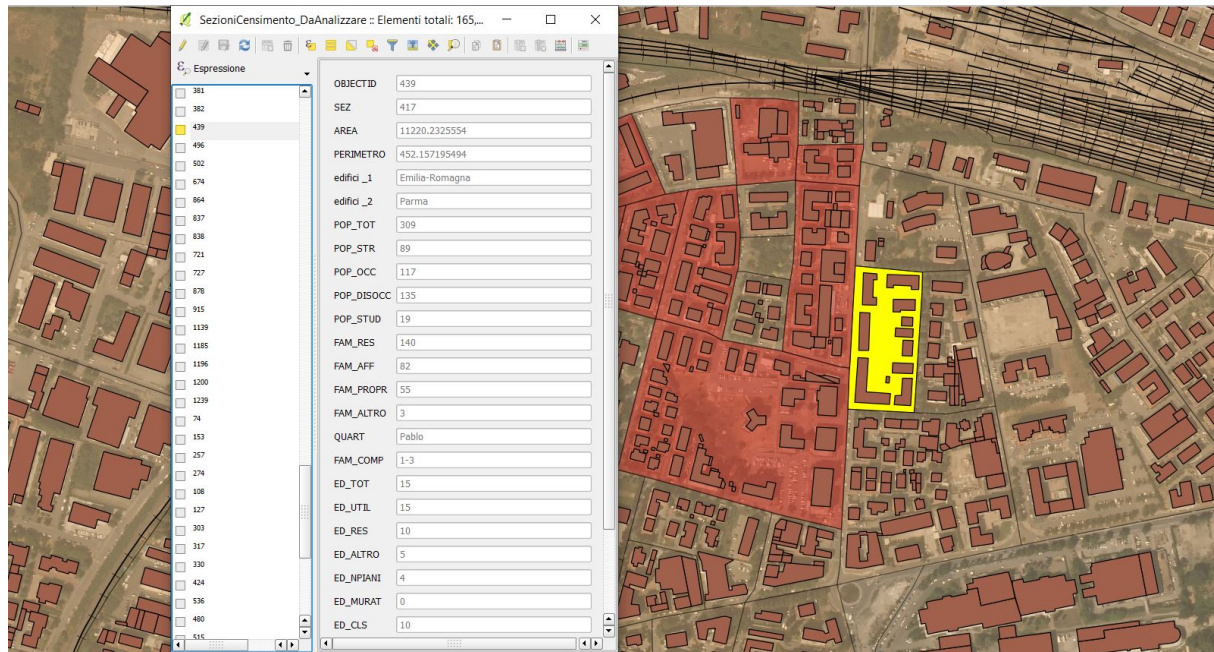 SezioniCensimento_DaAnalizzare :: Elementi totali: 165,...
Espressione
381
382
439
496
502
674
864
837
838
721
727
878
915
1139
1185
1196
1200
1239
74
153
257
274
108
127
303
317
330
424
536
480
515
OBJECTID 439
SEZ 417
AREA 11220.2325554
PERIMETRO 452.157195494
edifici _1 Emilia-Romagna
edifici _2 Parma
POP_TOT 309
POP_STR 89
POP_OCC 117
POP_DISOCC 135
POP_STUD 19
FAM_RES 140
FAM_AFF 82
FAM_PROPR 55
FAM_ALTRO 3
QUART Pablo
FAM_COMP 1-3
ED_TOT 15
ED_UTIL 15
ED_RES 10
ED_ALTRO 5
ED_NPIANI 4
ED_MURAT 0
ED_CLS 10